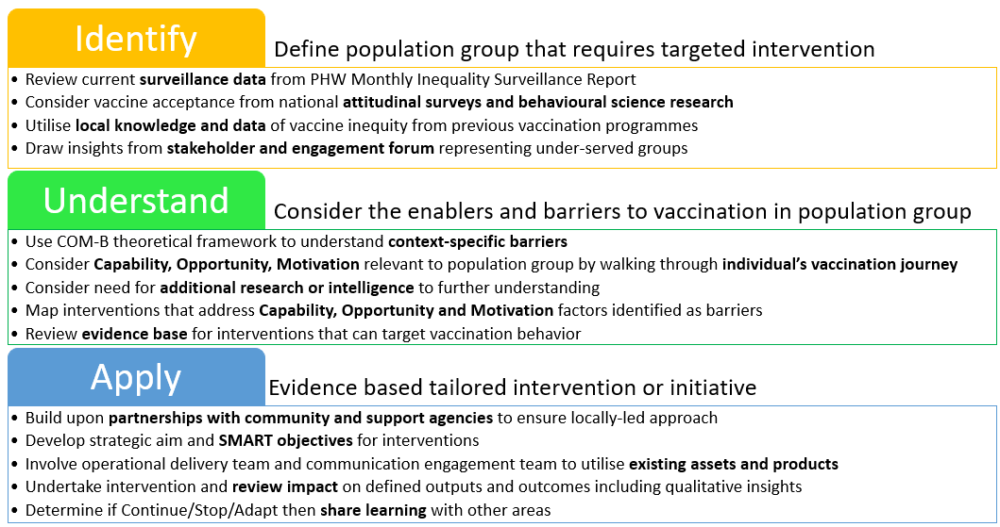 Identify
Define population group that requires targeted intervention
• Review current surveillance data from PHW Monthly Inequality Surveillance Report
• Consider vaccine acceptance from national attitudinal surveys and behavioural science research
• Utilise local knowledge and data of vaccine inequity from previous vaccination programmes
• Draw insights from stakeholder and engagement forum representing under-served groups
Understand
Consider the enablers and barriers to vaccination in population group
• Use COM-B theoretical framework to understand context-specific barriers
• Consider Capability, Opportunity, Motivation relevant to population group by walking through individual’s vaccination journey
• Consider need for additional research or intelligence to further understanding
• Map interventions that address Capability, Opportunity and Motivation factors identified as barriers
• Review evidence base for interventions that can target vaccination behavior
Apply
Evidence based tailored intervention or initiative
• Build upon partnerships with community and support agencies to ensure locally-led approach
• Develop strategic aim and SMART objectives for interventions
• Involve operational delivery team and communication engagement team to utilise existing assets and products
• Undertake intervention and review impact on defined outputs and outcomes including qualitative insights
• Determine if Continue/Stop/Adapt then share learning with other areas